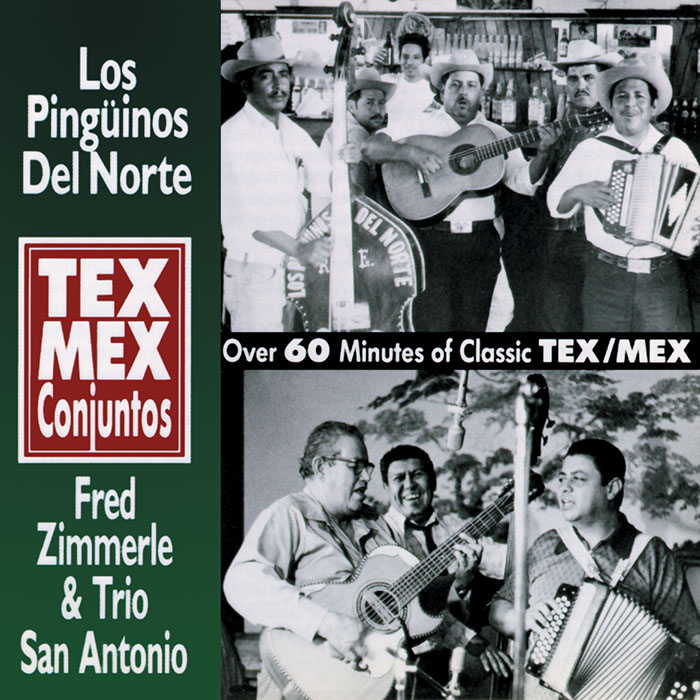 Los
Pingüinos
Del Norte
TEX
MEX
Conjuntos
Fred
Zimmerle
& Trio
San Antonio
DEL NORTE
Over 60 Minutes of Classic TEX/MEX